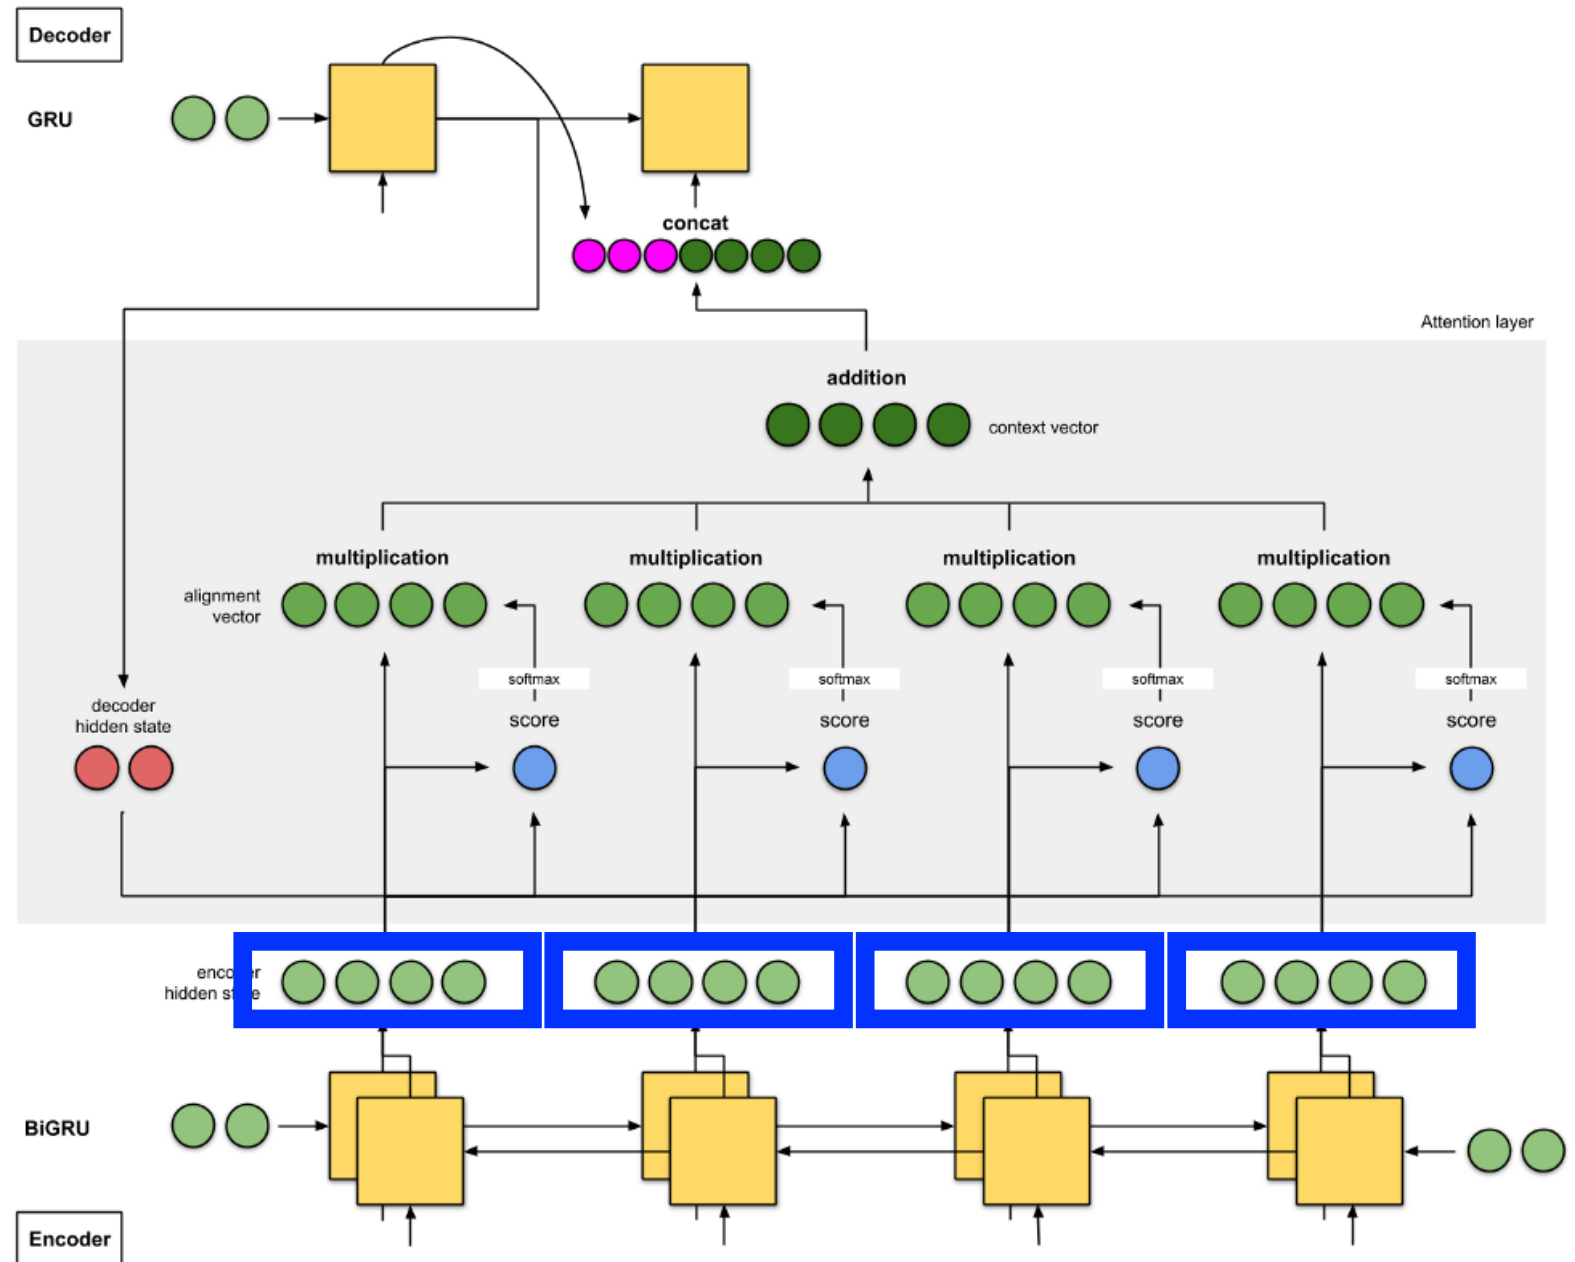 Decoder
GRU
concat
Attention layer
addition
context vector
multiplication multiplication multiplication multiplication
alignment
vector
softmax softmax softmax softmax
decoder
hidden state
score score score score
hidden
BiGRU
Encoder